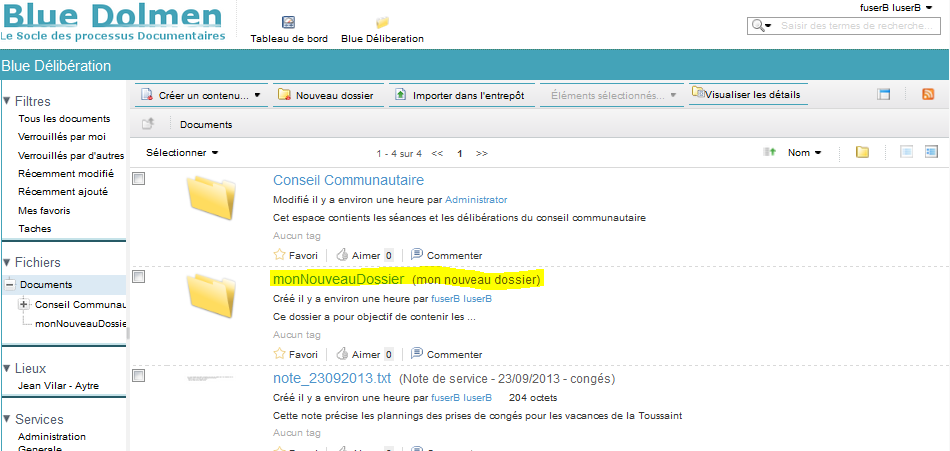 Blue Dolmen
Le Socle des processus Documentaires
Tableau de bord
Blue Déliberation
fuserB luserB
Saisir des termes de recherche...
Blue Délibération
Filtres
Tous les documents
Verrouillés par moi
Verrouillés par d'autres
Récemment modifié
Récemment ajouté
Mes favoris
Taches
Fichiers
Documents
Conseil Communau
monNouveauDossie
Lieux
Jean Vilar - Aytre
Services
Administration
Generale
Créer un contenu...
Nouveau dossier
Importer dans l'entrepôt
Éléments sélectionnés...
Visualiser les détails
Documents
Sélectionner
1 - 4 sur 4 << 1 >>
Nom
Conseil Communautaire
Modifié il y a environ une heure par Administrator
Cet espace contients les séances et les délibérations du conseil communautaire
Aucun tag
Favori Aimer 0 Commenter
monNouveauDossier (mon nouveau dossier)
Créé il y a environ une heure par fuserB luserB
Ce dossier a pour objectif de contenir les ...
Aucun tag
Favori Aimer 0 Commenter
note_23092013.txt (Note de service - 23/09/2013 - congés)
Créé il y a environ une heure par fuserB luserB 204 octets
Cette note précise les plannings des prises de congés pour les vacances de la Toussaint
Aucun tag
Favori Aimer 0 Commenter